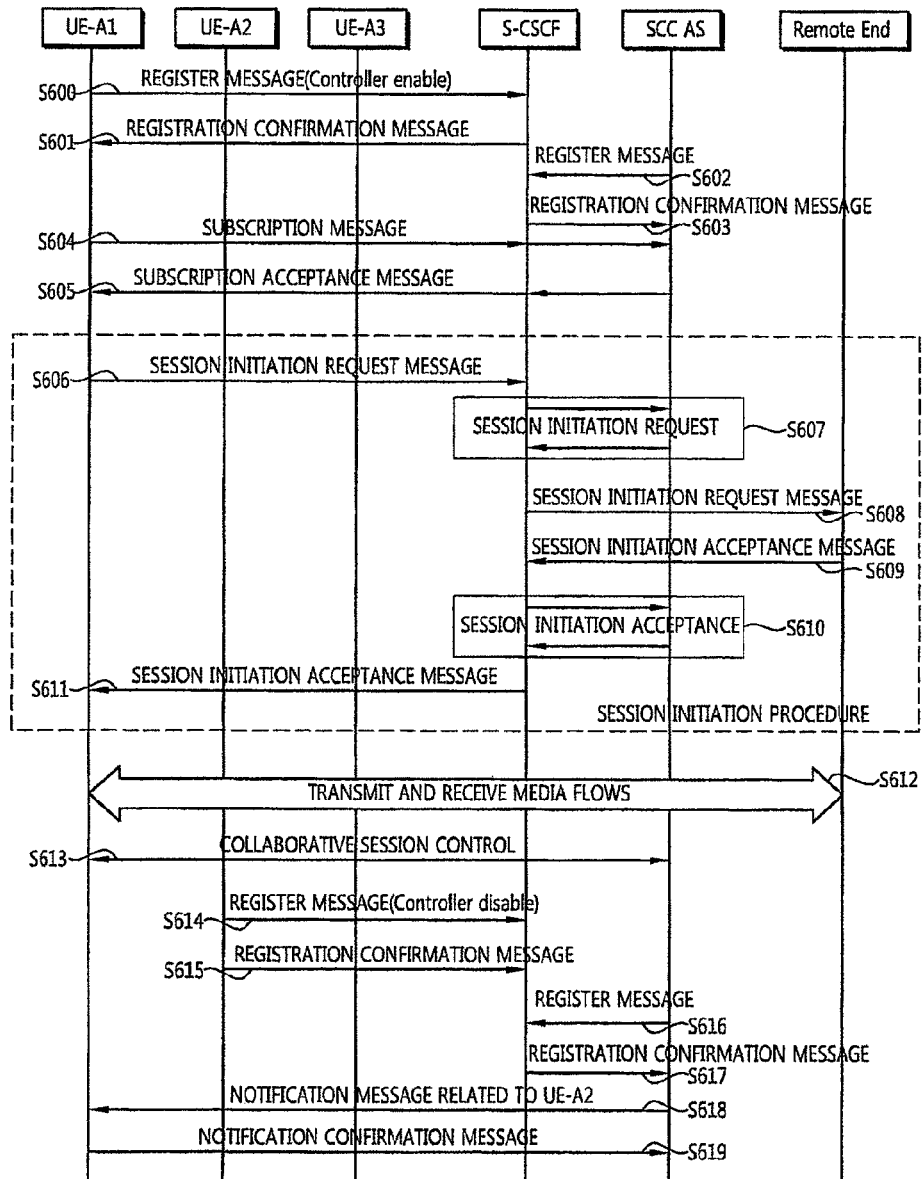 UE-A1 UE-A2 UE-A3 S-CSCF SCC AS Remote End
S600 REGISTER MESSAGE(Controller enable)
S601 REGISTRATION CONFIRMATION MESSAGE
REGISTER MESSAGE
S602
REGISTRATION CONFIRMATION MESSAGE
S603
S604 SUBSCRIPTION MESSAGE
S605 SUBSCRIPTION ACCEPTANCE MESSAGE
S606 SESSION INITIATION REQUEST MESSAGE
SESSION INITIATION REQUEST S607
SESSION INITIATION REQUEST MESSAGE
S608
SESSION INITIATION ACCEPTANCE MESSAGE
S609
SESSION INITIATION ACCEPTANCE S610
S611 SESSION INITIATION ACCEPTANCE MESSAGE
SESSION INITIATION PROCEDURE
S612
TRANSMIT AND RECEIVE MEDIA FLOWS
S613 COLLABORATIVE SESSION CONTROL
S614 REGISTER MESSAGE(Controller disable)
S615 REGISTRATION CONFIRMATION MESSAGE
REGISTER MESSAGE
S616
REGISTRATION CONFIRMATION MESSAGE
S617
NOTIFICATION MESSAGE RELATED TO UE-A2
S618
NOTIFICATION CONFIRMATION MESSAGE
S619